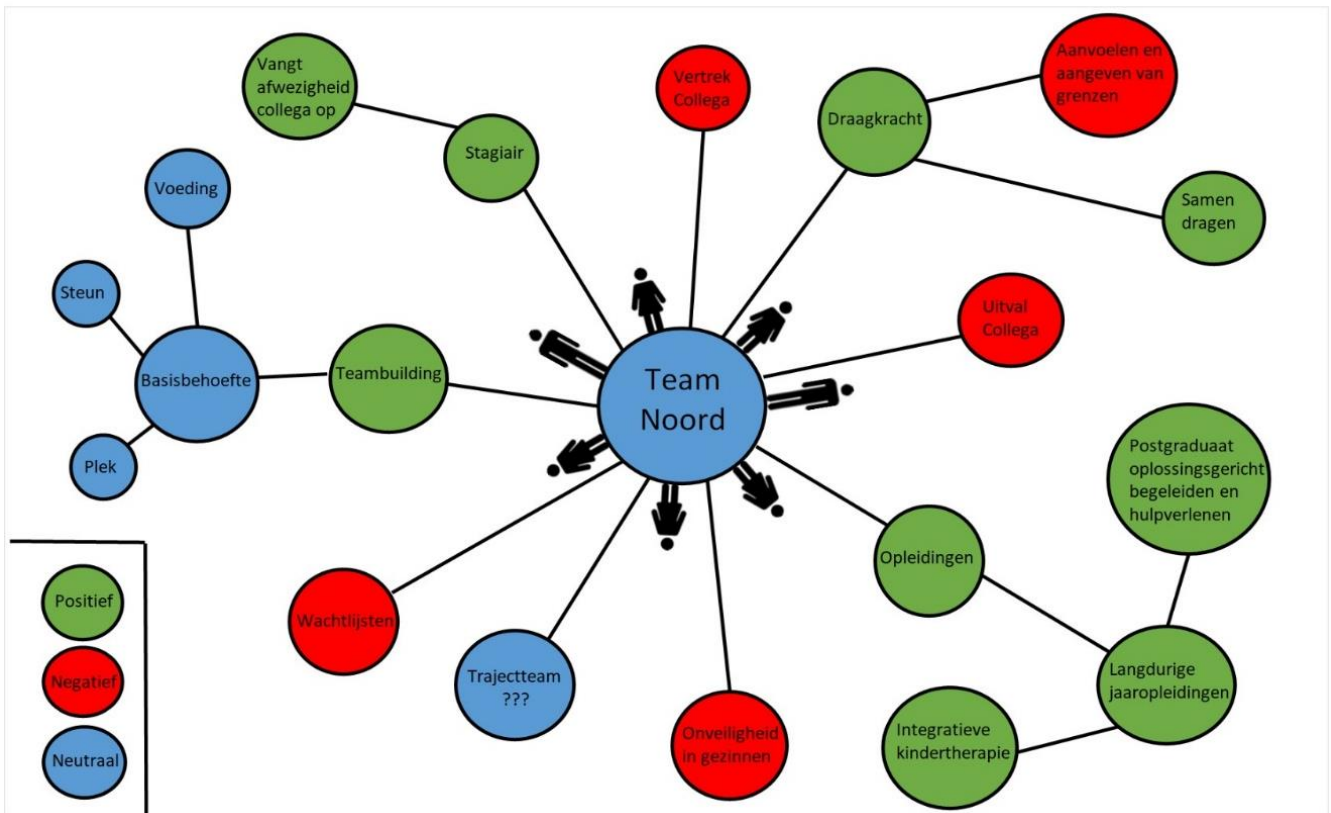 Vangt
afwezigheid
collega op
Stagiair
Vertrek
Collega
Draagkracht
Aanvoelen en
aangeven van
grenzen
Samen
dragen
Voeding
Steun
Basisbehoefte
Plek
Teambuilding
Team
Noord
Uitval
Collega
Postgraduaat
oplossingsgericht
begeleiden en
hulpverlenen
Opleidingen
Langdurige
jaaropleidingen
Integratieve
kindertherapie
Wachtlijsten
Trajectteam
???
Onveiligheid
in gezinnen
Positief
Negatief
Neutraal